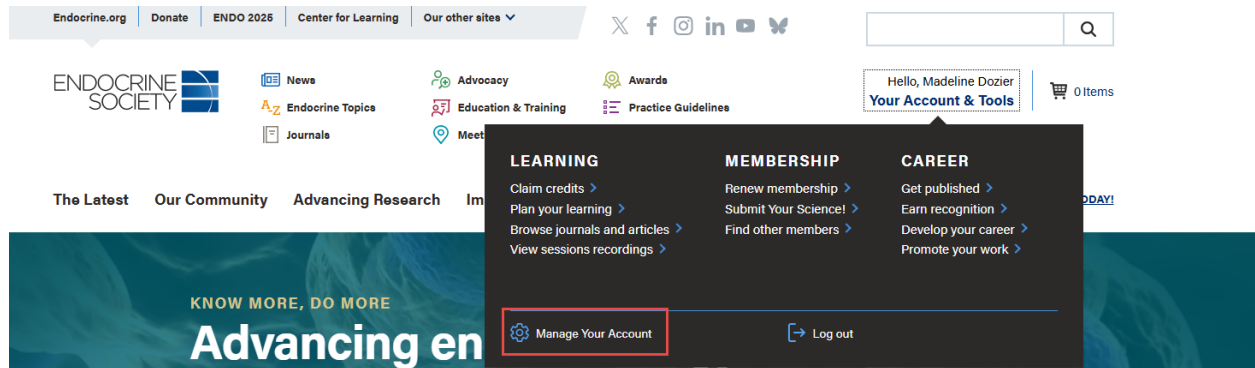 Endocrine.org Donate ENDO 2025 Center for Learning Our other sites
ENDOCRINE
SOCIETY
News
Endocrine Topics
Journals
Advocacy
Education & Training
Meet
Awards
Practice Guidelines
Hello, Madeline Dozier
Your Account & Tools
0 Items
The Latest Our Community Advancing Research Im
ODAY!
LEARNING
Claim credits
Plan your learning
Browse journals and articles
View sessions recordings
MEMBERSHIP
Renew membership
Submit Your Science!
Find other members
CAREER
Get published
Earn recognition
Develop your career
Promote your work
Manage Your Account
Log out
KNOW MORE, DO MORE
Advancing en